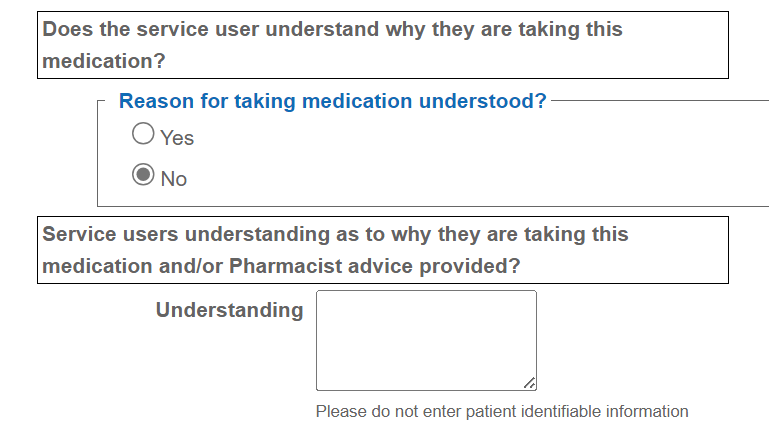 Does the service user understand why they are taking this
medication?
Reason for taking medication understood?
Yes
No
Service users understanding as to why they are taking this
medication and/or Pharmacist advice provided?
Understanding
Please do not enter patient identifiable information